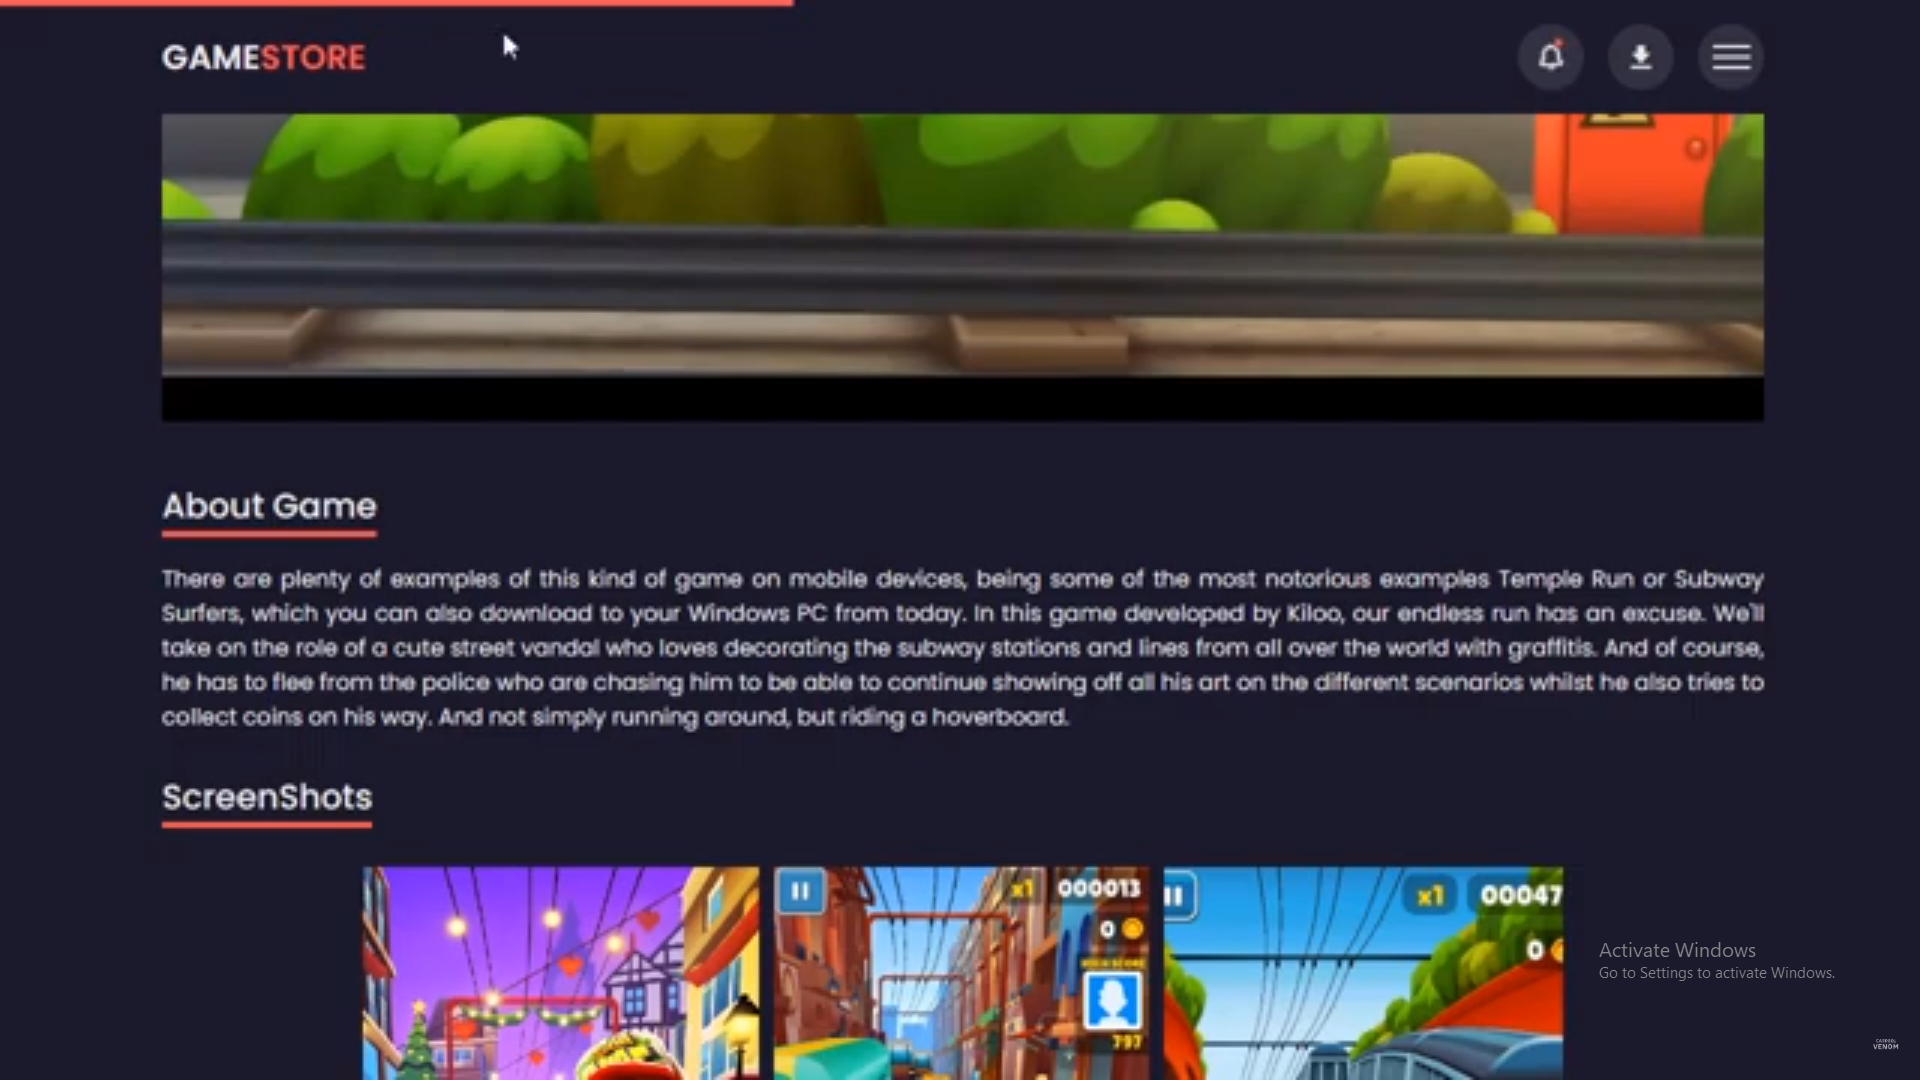 GAMESTORE
About Game
There are plenty of examples of this kind of game on mobile devices, being some of the most notorious examples Temple Run or Subway
Surfers, which you can also download to your Windows PC from today. In this game developed by Kiloo, our endless run has an excuse. We'll
take on the role of a cute street vandal who loves decorating the subway stations and lines from all over the world with graffitis. And of course,
he has to flee from the police who are chasing him to be able to continue showing off all his art on the different scenarios whilst he also tries to
collect coins on his way. And not simply running around, but riding a hoverboard.
ScreenShots
x1 000013
0
797
x1 00047
0
Activate Windows
Go to Settings to activate Windows.
VENOM